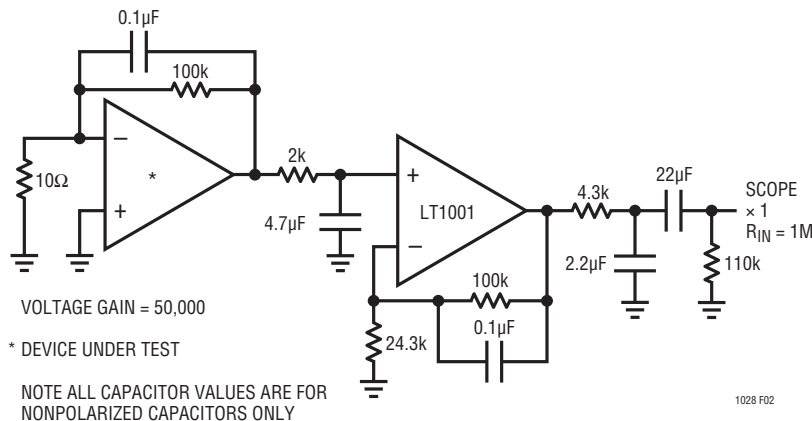 0.1µF
100k
–
*
+
10Ω
2k
4.7µF
+
LT1001
–
4.3k
22µF
SCOPE
× 1
RIN = 1M
2.2µF
110k
100k
0.1µF
24.3k
VOLTAGE GAIN = 50,000
* DEVICE UNDER TEST
NOTE ALL CAPACITOR VALUES ARE FOR
NONPOLARIZED CAPACITORS ONLY
1028 F02